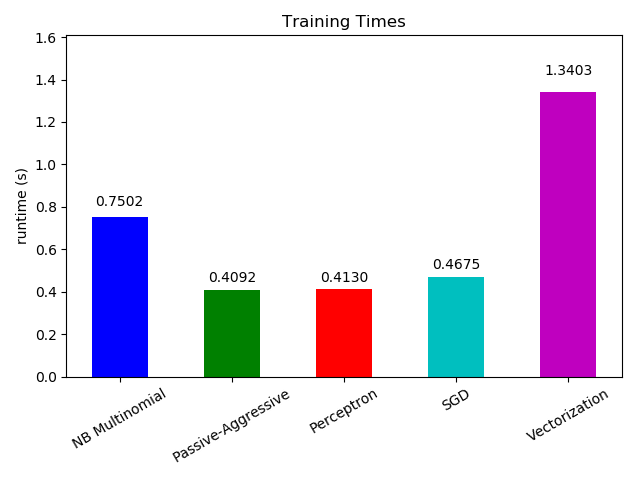 Training Times
runtime (s)
1.6
1.4
1.2
1.0
0.8
0.6
0.4
0.2
0.0
0.7502
0.4092
0.4130
0.4675
1.3403
NB Multinomial
Passive-Aggressive
Perceptron
SGD
Vectorization